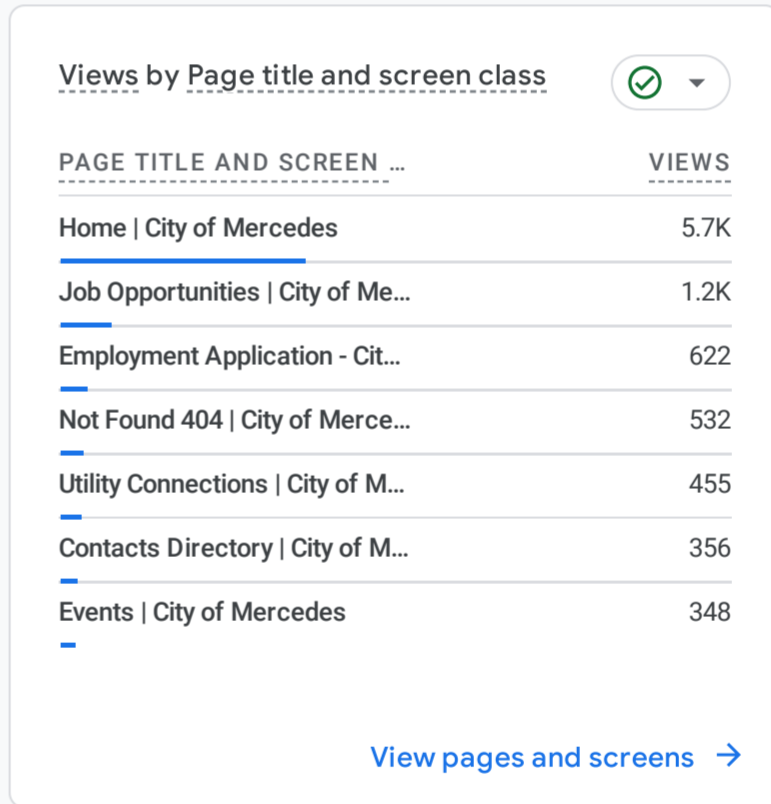 Views by Page title and screen class
PAGE TITLE AND SCREEN … VIEWS
Home | City of Mercedes 5.7K
Job Opportunities | City of Me... 1.2K
Employment Application - Cit... 622
Not Found 404 | City of Merce... 532
Utility Connections | City of M... 455
Contacts Directory | City of M... 356
Events | City of Mercedes 348
View pages and screens →